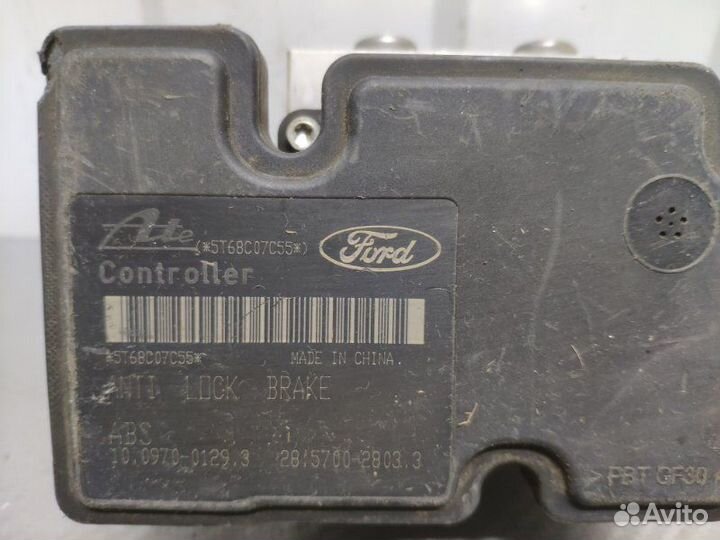 Ate (*5T68C07C55*) Ford
Controller
*5T68C07C55* MADE IN CHINA.
ANTI LOCK BRAKE
ABS
10.0970-0129.3 28.5700-2803.3
>PBT GF30
Avito